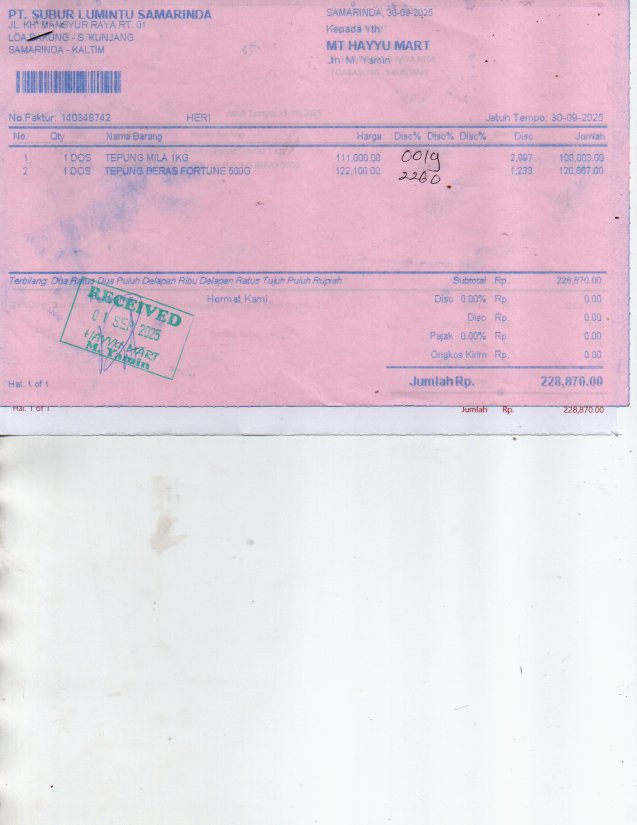 PT. SUBUR LUMINTU SAMARINDA
JL. KH. MANSYUR RAYA RT. 01
LOA BAKUNG - S. KUNJANG
SAMARINDA - KALTIM
SAMARINDA, 30-09-2025
Kepada Yth:
MT HAYYU MART
Jln. M. Yamin
No.Faktur: 140348742 HERI Jatuh Tempo: 30-09-2025
No. Qty Nama Barang Harga Disc% Disc% Disc% Disc Jumlah
1 1 DOS TEPUNG MILA 1KG 111,000.00 0019 2,997 108,003.00
2 1 DOS TEPUNG BERAS FORTUNE 500G 122,100.00 2260 1,233 120,867.00
Terbilang: Dua Ratus Dua Puluh Delapan Ribu Delapan Ratus Tujuh Puluh Rupiah Subtotal Rp. 228,870.00
Hormat Kami, Disc 0.00% Rp. 0.00
Disc Rp. 0.00
Pajak 0.00% Rp. 0.00
Ongkos Kirim Rp. 0.00
RECEIVED
01 SEP 2025
HAYYU MART
M. Yamin
Hal. 1 of 1 Jumlah Rp. 228,870.00
Hal. 1 of 1 Jumlah Rp. 228,870.00